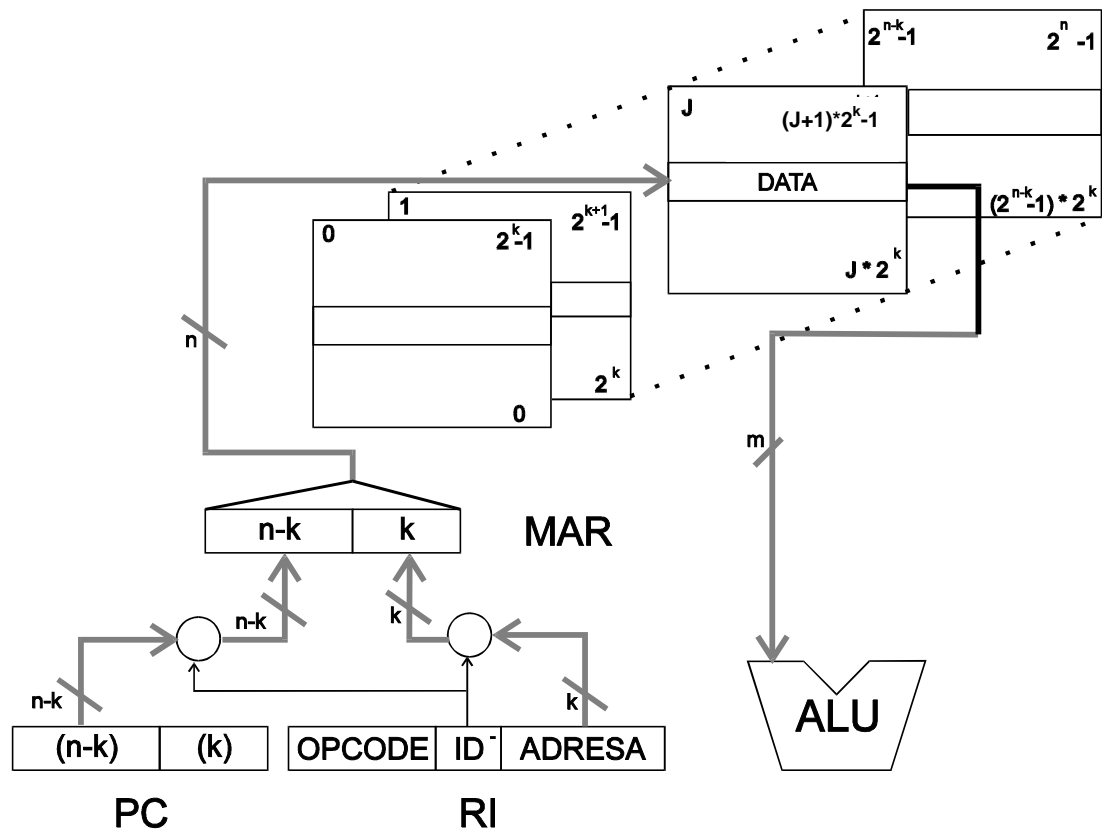 2^n-k-1 2^n -1
J (J+1)*2^k-1
DATA
(2^n-k-1)*2^k
J*2^k
1 2^k+1-1
0 2^k-1
2^k
0
n
m
n-k k MAR
n-k k
n-k k
(n-k) (k) OPCODE ID- ADRESA ALU
PC RI